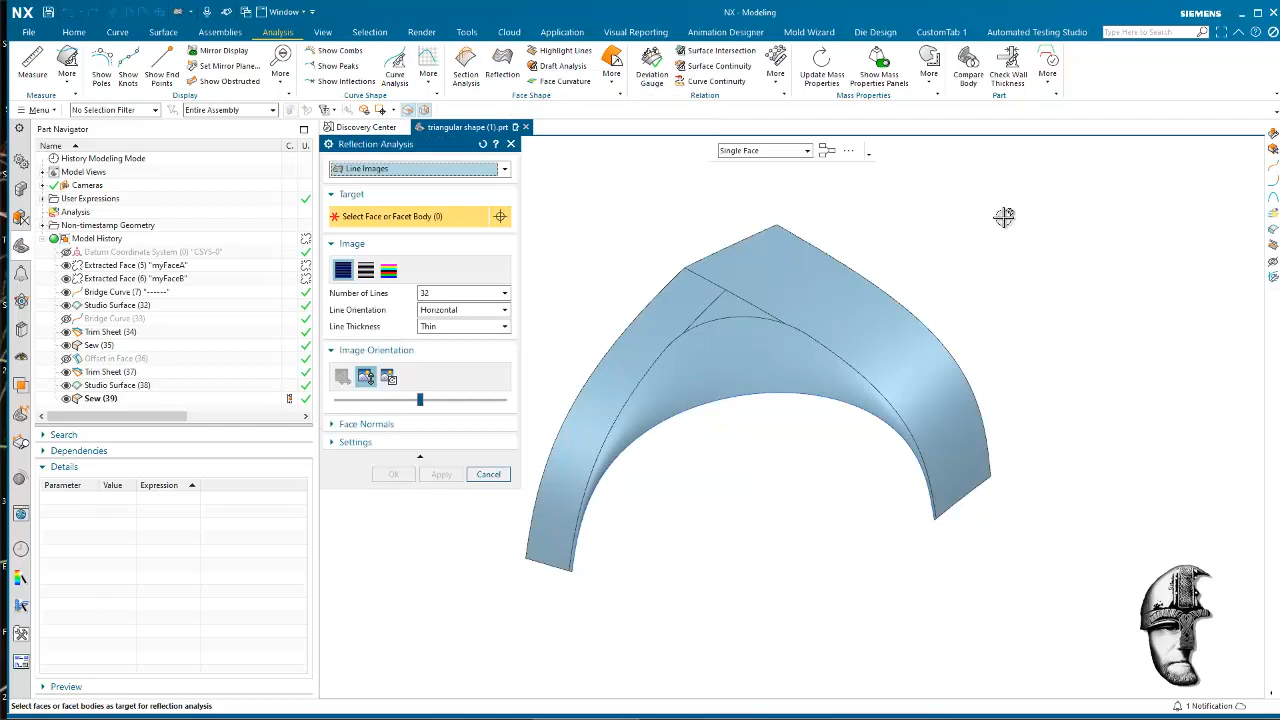 NX
Window
NX - Modeling
SIEMENS
File Home Curve Surface Assemblies Analysis Selection Render Tools Cloud Application Visual Reporting Animation Designer Mold Wizard Die Design CustomTab 1 Automated Testing Studio
Type Here to Search
Measure
More
Measure
Show Poles
Show Knots
Show End Points
Mirror Display
Set Mirror Plane...
Show Obstructed
More
Display
Show Combs
Show Peaks
Show Inflections
Curve Analysis
More
Curve Shape
Section Analysis
Reflection
Highlight Lines
Draft Analysis
Face Curvature
More
Face Shape
Deviation Gauge
Surface Intersection
Surface Continuity
Curve Continuity
More
Relation
Update Mass Properties
Show Mass Properties Panels
More
Mass Properties
Compare Body
Check Wall Thickness
More
Part
Menu
No Selection Filter
Entire Assembly
Part Navigator
Name C. U.
History Modeling Mode
Model Views
Cameras
User Expressions
Analysis
Non-timestamp Geometry
Model History
Datum Coordinate System (0) "CSYS-0"
Extracted Face (5) "myFaceA"
Extracted Face (6) "myFaceB"
Bridge Curve (7) "------"
Studio Surface (32)
Bridge Curve (33)
Trim Sheet (34)
Sew (35)
Offset in Face (36)
Trim Sheet (37)
Studio Surface (38)
Sew (39)
Search
Dependencies
Details
Parameter Value Expression
Preview
Discovery Center
triangular shape (1).prt
Reflection Analysis
Line Images
Target
* Select Face or Facet Body (0)
Image
Number of Lines 32
Line Orientation Horizontal
Line Thickness Thin
Image Orientation
Face Normals
Settings
OK Apply Cancel
Single Face
Select faces or facet bodies as target for reflection analysis
1 Notification